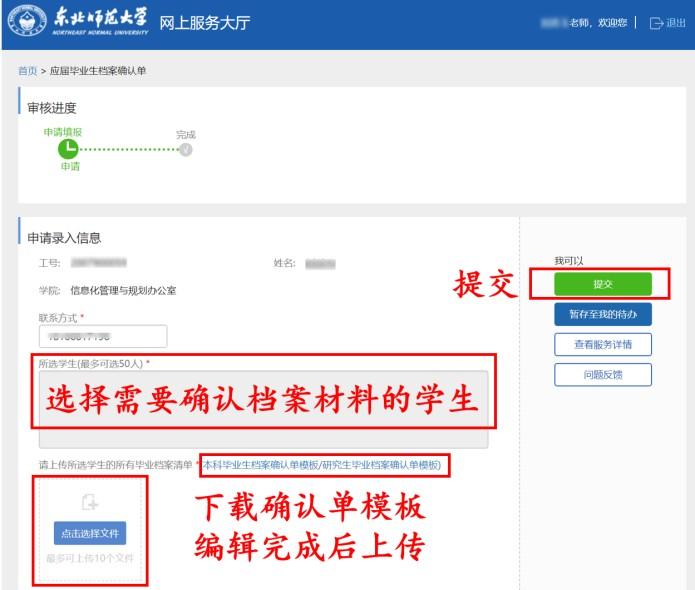 东北师范大学
NORTHEAST NORMAL UNIVERSITY
网上服务大厅
老师，欢迎您
退出
首页 > 应届毕业生档案确认单
审核进度
申请填报
完成
申请
申请录入信息
工号:
姓名:
学院: 信息化管理与规划办公室
联系方式 *
所选学生(最多可选50人) *
选择需要确认档案材料的学生
请上传所选学生的所有毕业档案清单 * (本科毕业生档案确认单模板/研究生毕业档案确认单模板)
点击选择文件
最多可上传10个文件
下载确认单模板
编辑完成后上传
我可以
提交
提交
暂存至我的待办
查看服务详情
问题反馈